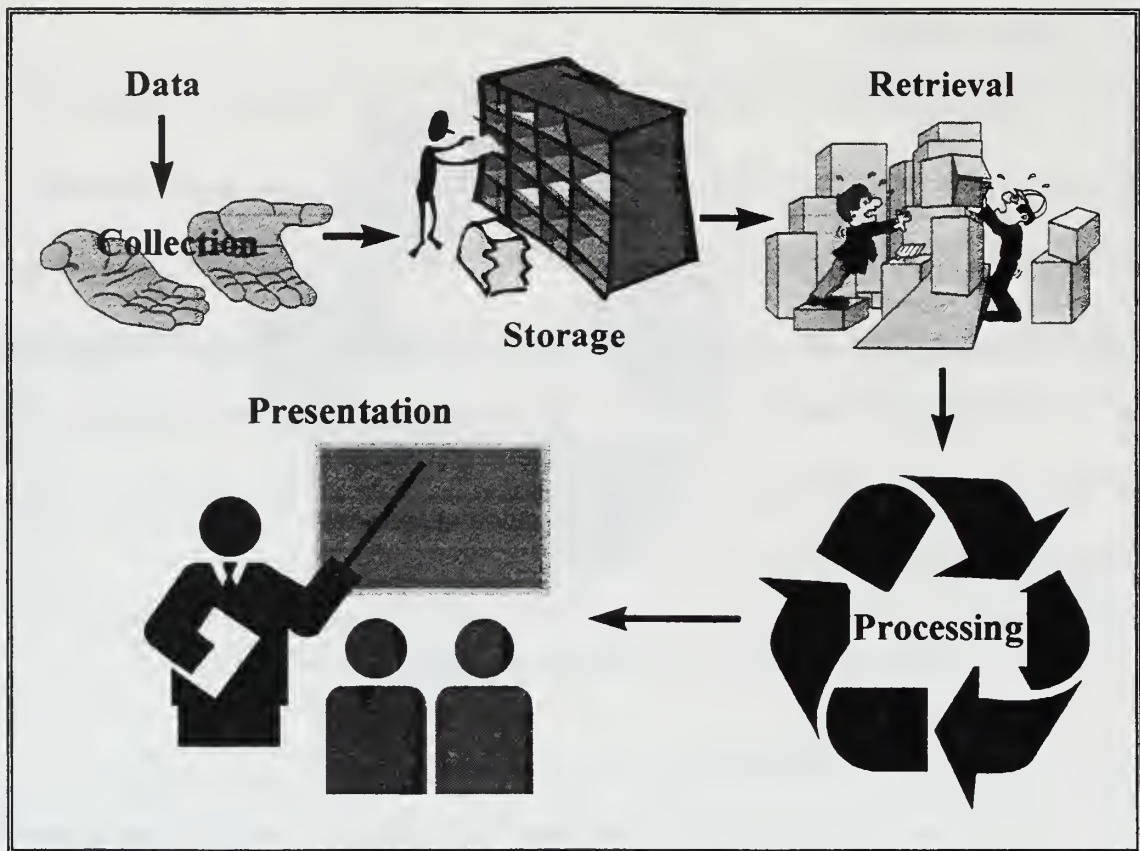 Data
Collection
Storage
Retrieval
Processing
Presentation